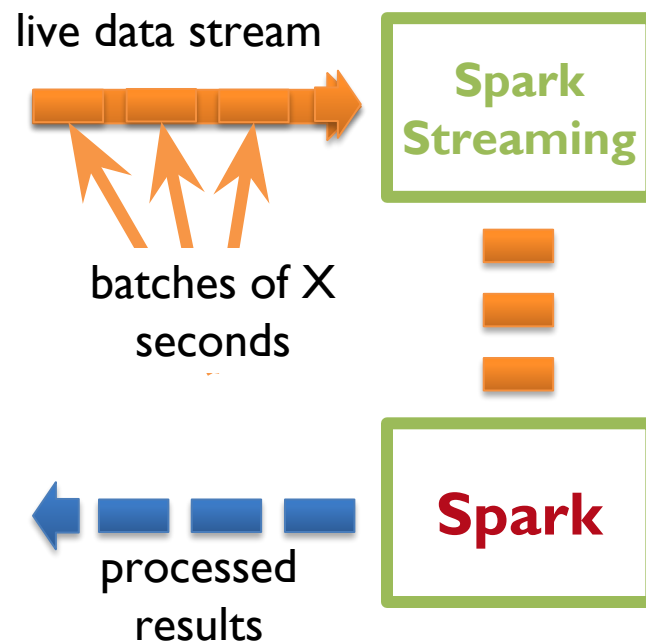 live data stream
Spark
Streaming
batches of X
seconds
Spark
processed
results